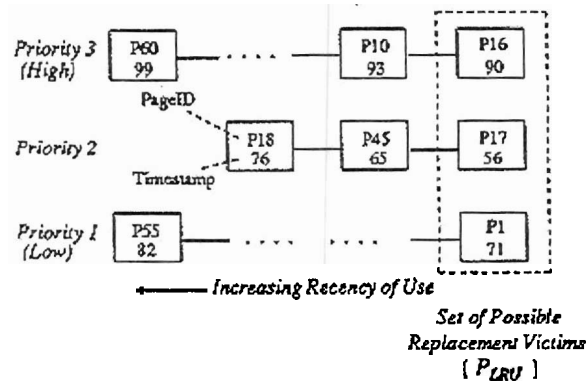 Priority 3
(High)
P60
99
P10
93
P16
90
PageID
Priority 2
P18
76
P45
65
P17
56
Timestamp
Priority 1
(Low)
P55
82
P1
71
Increasing Recency of Use
Set of Possible
Replacement Victims
{ P_LRU }